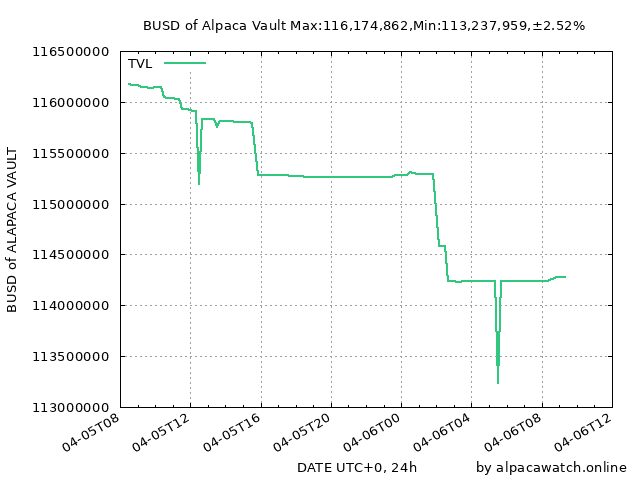 BUSD of Alpaca Vault Max:116,174,862,Min:113,237,959,±2.52%
TVL
116500000
116000000
115500000
115000000
114500000
114000000
113500000
113000000
BUSD of ALAPACA VAULT
04-05T08
04-05T12
04-05T16
04-05T20
04-06T00
04-06T04
04-06T08
04-06T12
DATE UTC+0, 24h
by alpacawatch.online